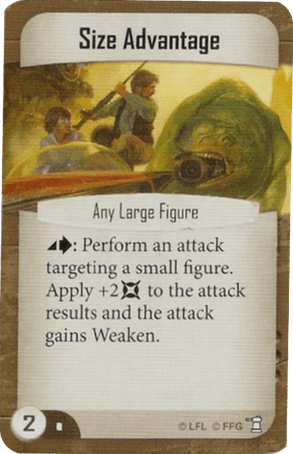 Size Advantage
Any Large Figure
: Perform an attack
targeting a small figure.
Apply +2 to the attack
results and the attack
gains Weaken.
2
© LFL © FFG